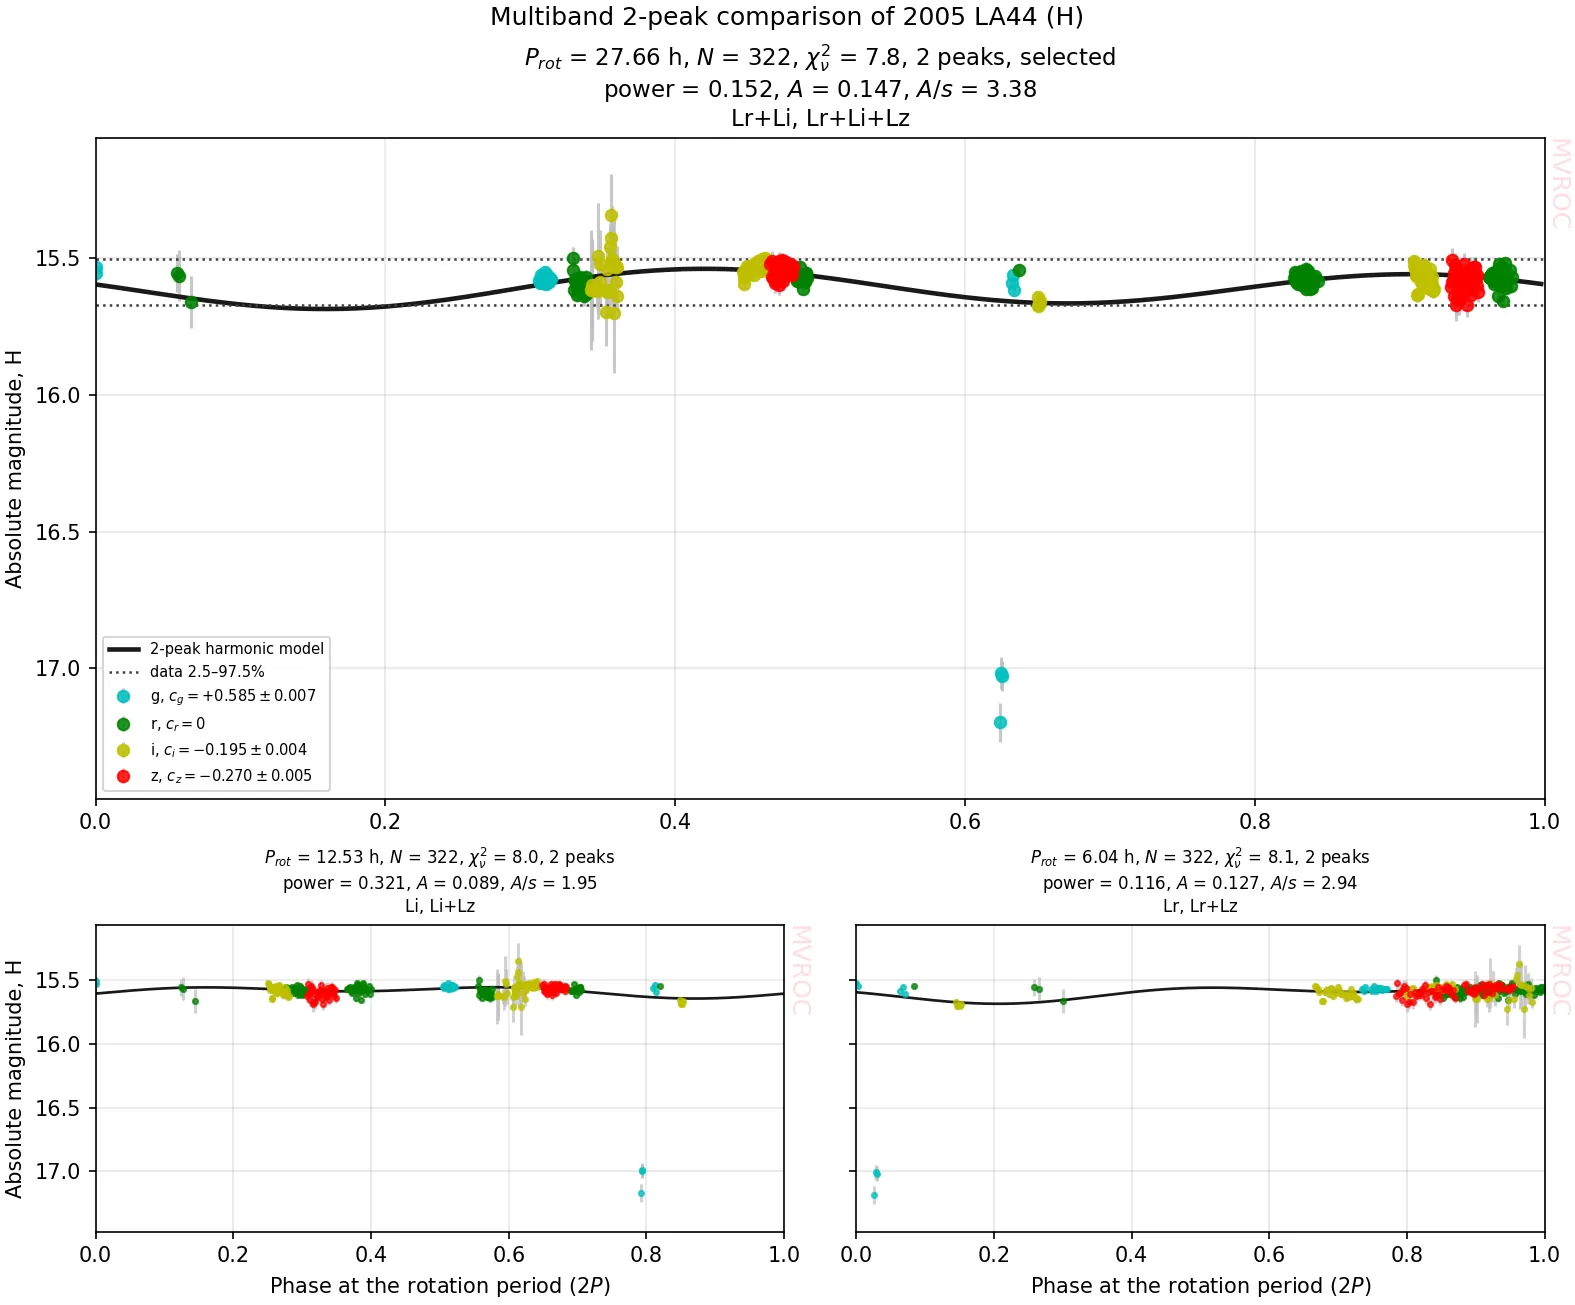 Multiband 2-peak comparison of 2005 LA44 (H)
P_rot = 27.66 h, N = 322, χ²_ν = 7.8, 2 peaks, selected
power = 0.152, A = 0.147, A/s = 3.38
Lr+Li, Lr+Li+Lz
MVROC
Absolute magnitude, H
15.5
16.0
16.5
17.0
2-peak harmonic model
data 2.5–97.5%
g, c_g = +0.585 ± 0.007
r, c_r = 0
i, c_i = −0.195 ± 0.004
z, c_z = −0.270 ± 0.005
0.0 0.2 0.4 0.6 0.8 1.0
P_rot = 12.53 h, N = 322, χ²_ν = 8.0, 2 peaks
power = 0.321, A = 0.089, A/s = 1.95
Li, Li+Lz
MVROC
Absolute magnitude, H
15.5
16.0
16.5
17.0
0.0 0.2 0.4 0.6 0.8 1.0
Phase at the rotation period (2P)
P_rot = 6.04 h, N = 322, χ²_ν = 8.1, 2 peaks
power = 0.116, A = 0.127, A/s = 2.94
Lr, Lr+Lz
MVROC
0.0 0.2 0.4 0.6 0.8 1.0
Phase at the rotation period (2P)